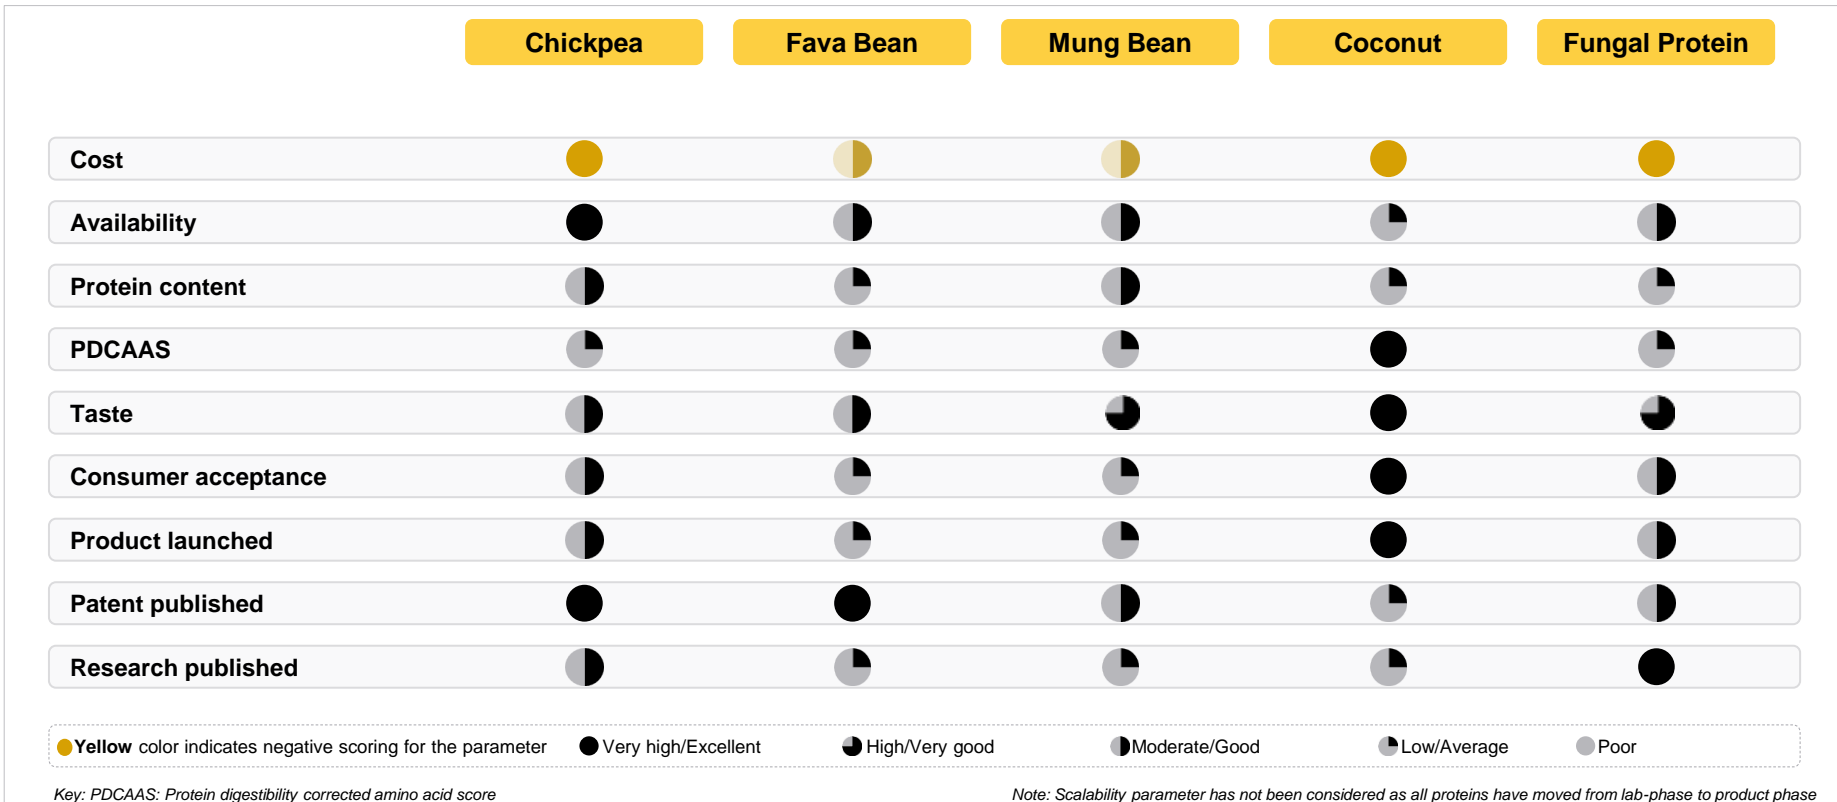 Chickpea Fava Bean Mung Bean Coconut Fungal Protein
Cost
Availability
Protein content
PDCAAS
Taste
Consumer acceptance
Product launched
Patent published
Research published
Yellow color indicates negative scoring for the parameter Very high/Excellent High/Very good Moderate/Good Low/Average Poor
Key: PDCAAS: Protein digestibility corrected amino acid score Note: Scalability parameter has not been considered as all proteins have moved from lab-phase to product phase